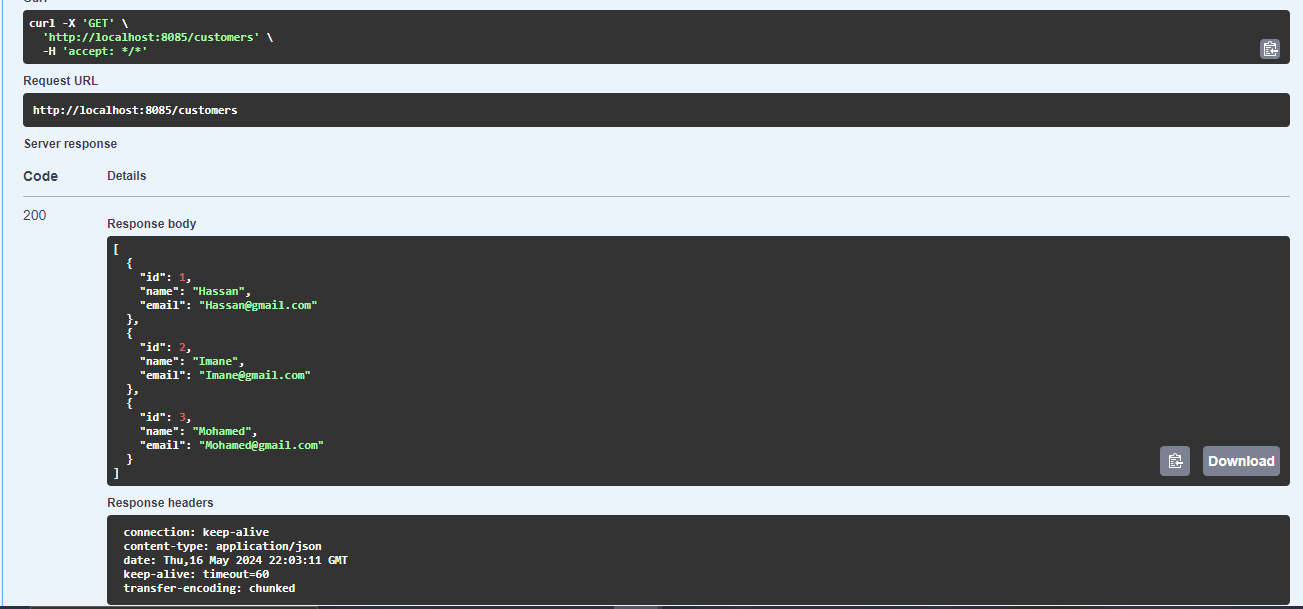 Curl
curl -X 'GET' \
  'http://localhost:8085/customers' \
  -H 'accept: */*'
Request URL
http://localhost:8085/customers
Server response
Code Details
200
Response body
[
  {
    "id": 1,
    "name": "Hassan",
    "email": "Hassan@gmail.com"
  },
  {
    "id": 2,
    "name": "Imane",
    "email": "Imane@gmail.com"
  },
  {
    "id": 3,
    "name": "Mohamed",
    "email": "Mohamed@gmail.com"
  }
]
Download
Response headers
connection: keep-alive
content-type: application/json
date: Thu,16 May 2024 22:03:11 GMT
keep-alive: timeout=60
transfer-encoding: chunked